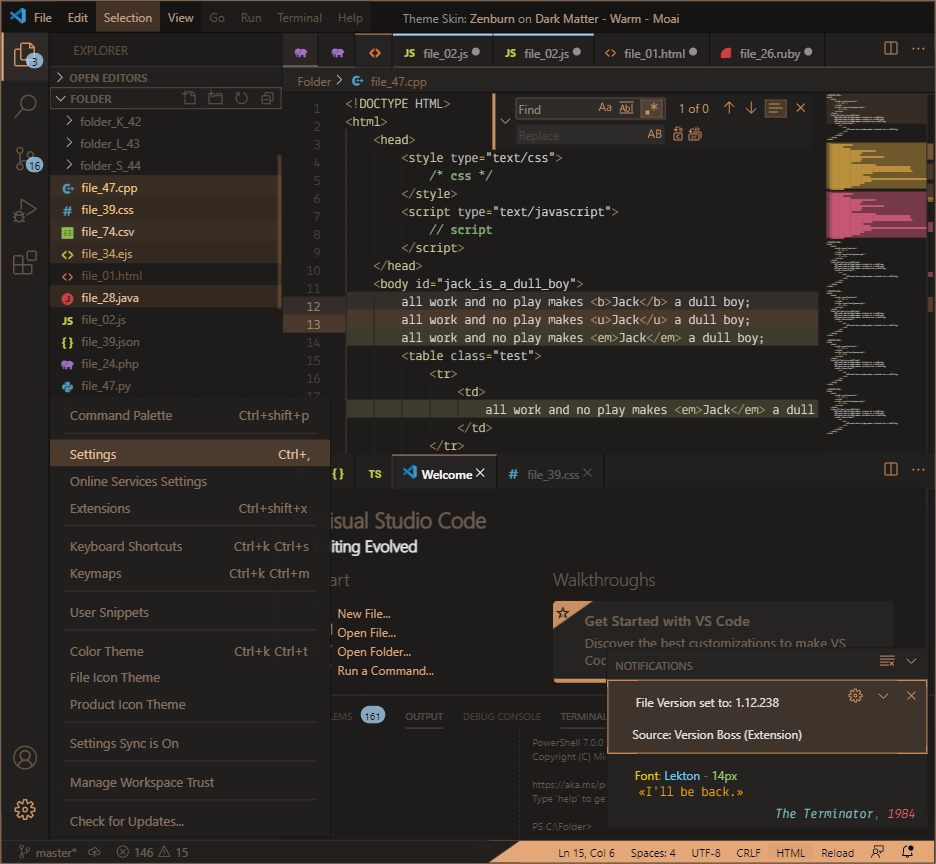 File Edit Selection View Go Run Terminal Help Theme Skin: Zenburn on Dark Matter - Warm - Moai
3
EXPLORER
JS file_02.js JS file_02.js file_01.html file_26.ruby
OPEN EDITORS
FOLDER
Folder > file_47.cpp
folder_K_42
folder_L_43
folder_S_44
file_47.cpp
file_39.css
file_74.csv
file_34.ejs
file_01.html
file_28.java
JS file_02.js
{} file_39.json
file_24.php
file_47.py
16
1 <!DOCTYPE HTML>
2 <html>
3 <head>
4 <style type="text/css">
5 /* css */
6 </style>
7 <script type="text/javascript">
8 // script
9 </script>
10 </head>
11 <body id="jack_is_a_dull_boy">
12 all work and no play makes <b>Jack</b> a dull boy;
13 all work and no play makes <u>Jack</u> a dull boy;
14 all work and no play makes <em>Jack</em> a dull boy;
15 <table class="test">
16 <tr>
17 <td>
all work and no play makes <em>Jack</em> a dull
</td>
</tr>
Find Aa Abl .* 1 of 0
Replace AB
Command Palette Ctrl+shift+p
Settings Ctrl+,
Online Services Settings
Extensions Ctrl+shift+x
Keyboard Shortcuts Ctrl+k Ctrl+s
Keymaps Ctrl+k Ctrl+m
User Snippets
Color Theme Ctrl+k Ctrl+t
File Icon Theme
Product Icon Theme
Settings Sync is On
Manage Workspace Trust
Check for Updates...
{} TS Welcome # file_39.css
isual Studio Code
iting Evolved
art
New File...
Open File...
Open Folder...
Run a Command...
Walkthroughs
Get Started with VS Code
Discover the best customizations to make VS
Coc
LEMS 161 OUTPUT DEBUG CONSOLE TERMINAL
PowerShell 7.0.0
Copyright (C) Mi
https://aka.ms/p
Type 'help' to ge
PS C:\Folder>
NOTIFICATIONS
File Version set to: 1.12.238
Source: Version Boss (Extension)
Font: Lekton - 14px
«I'll be back.»
The Terminator, 1984
master* 146 15 Ln 15, Col 6 Spaces: 4 UTF-8 CRLF HTML Reload